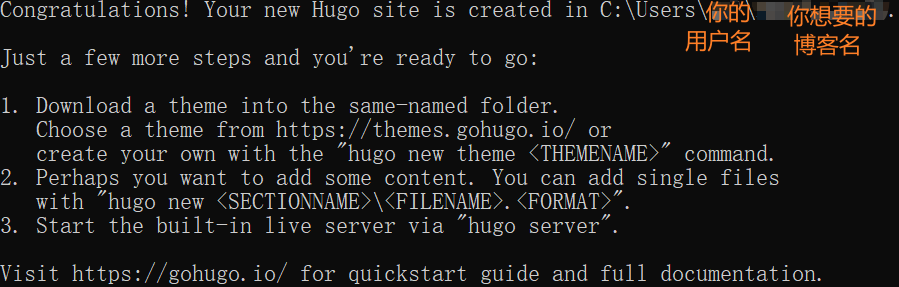 Congratulations! Your new Hugo site is created in C:\Users\你的用户名\你想要的博客名.
Just a few more steps and you're ready to go:
1. Download a theme into the same-named folder.
Choose a theme from https://themes.gohugo.io/ or
create your own with the "hugo new theme <THEMENAME>" command.
2. Perhaps you want to add some content. You can add single files
with "hugo new <SECTIONNAME>\<FILENAME>.<FORMAT>".
3. Start the built-in live server via "hugo server".
Visit https://gohugo.io/ for quickstart guide and full documentation.